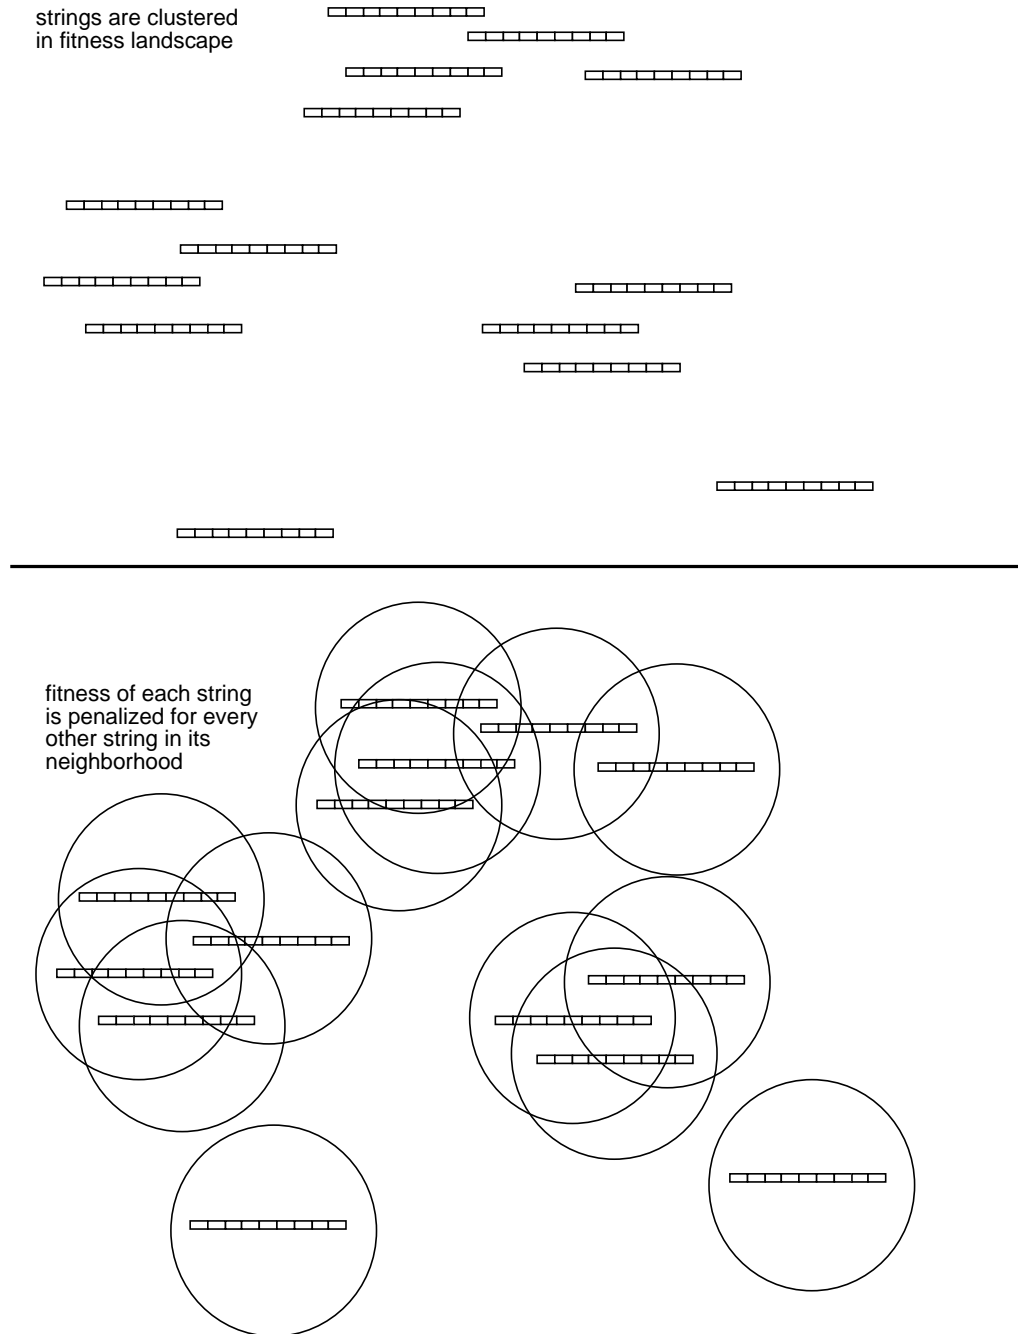 strings are clustered
in fitness landscape
fitness of each string
is penalized for every
other string in its
neighborhood